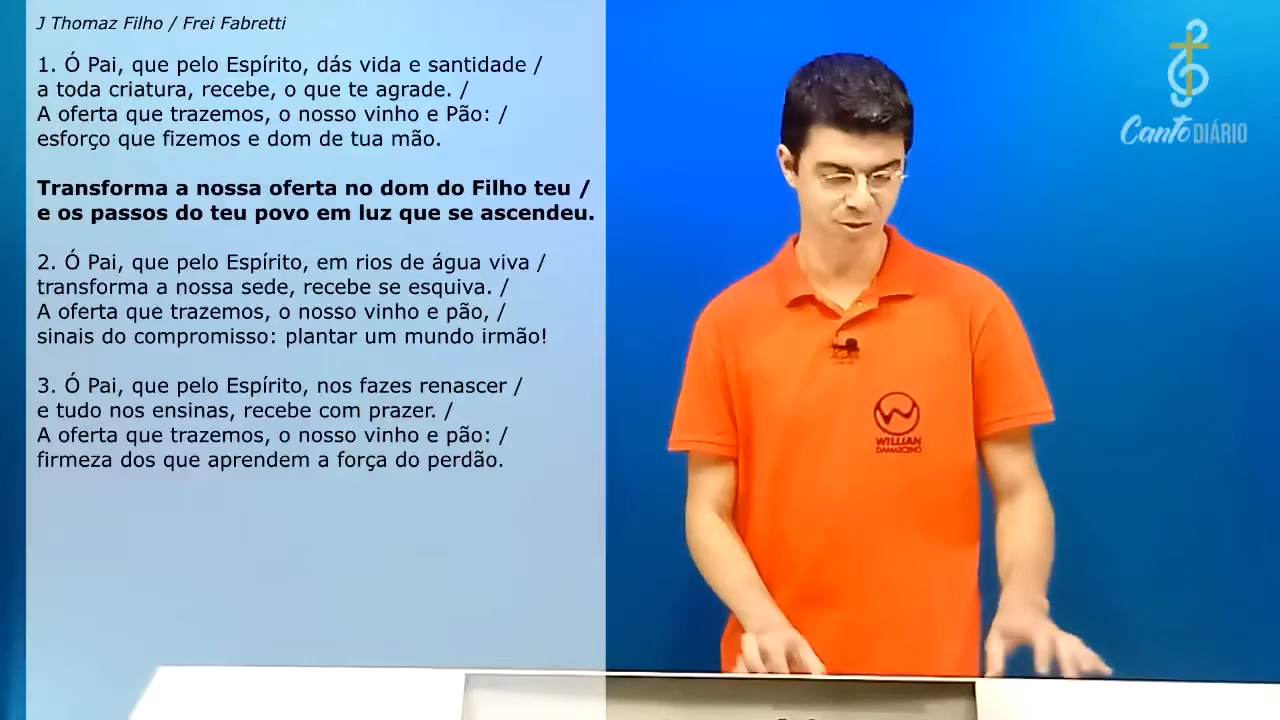 J Thomaz Filho / Frei Fabretti
1. Ó Pai, que pelo Espírito, dás vida e santidade /
a toda criatura, recebe, o que te agrade. /
A oferta que trazemos, o nosso vinho e Pão: /
esforço que fizemos e dom de tua mão.
Transforma a nossa oferta no dom do Filho teu /
e os passos do teu povo em luz que se ascendeu.
2. Ó Pai, que pelo Espírito, em rios de água viva /
transforma a nossa sede, recebe se esquiva. /
A oferta que trazemos, o nosso vinho e pão, /
sinais do compromisso: plantar um mundo irmão!
3. Ó Pai, que pelo Espírito, nos fazes renascer /
e tudo nos ensinas, recebe com prazer. /
A oferta que trazemos, o nosso vinho e pão: /
firmeza dos que aprendem a força do perdão.
Canto DIÁRIO
WILLIAN
DAMASCENO